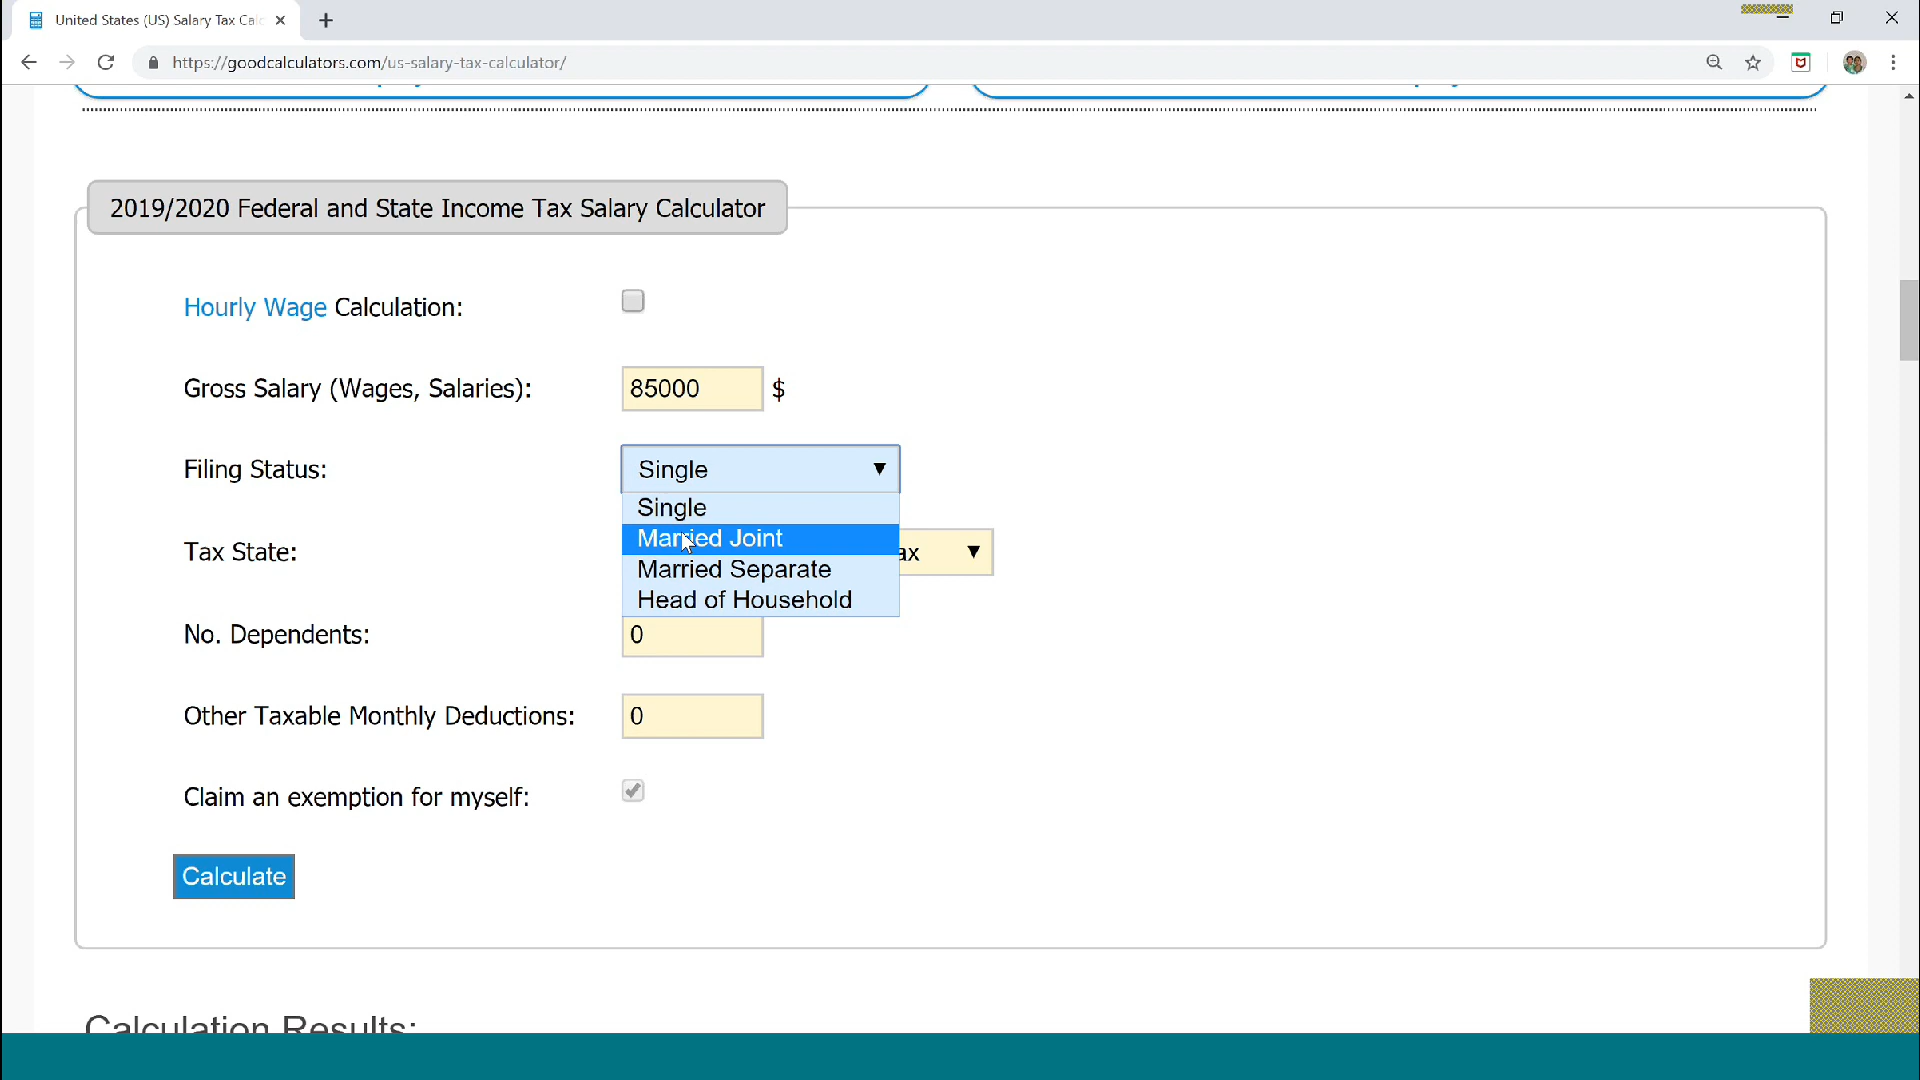 United States (US) Salary Tax Calc
https://goodcalculators.com/us-salary-tax-calculator/
2019/2020 Federal and State Income Tax Salary Calculator
Hourly Wage Calculation:
Gross Salary (Wages, Salaries): 85000 $
Filing Status: Single
Single
Married Joint
Tax State: ax
Married Separate
Head of Household
No. Dependents: 0
Other Taxable Monthly Deductions: 0
Claim an exemption for myself:
Calculate
Calculation Results: